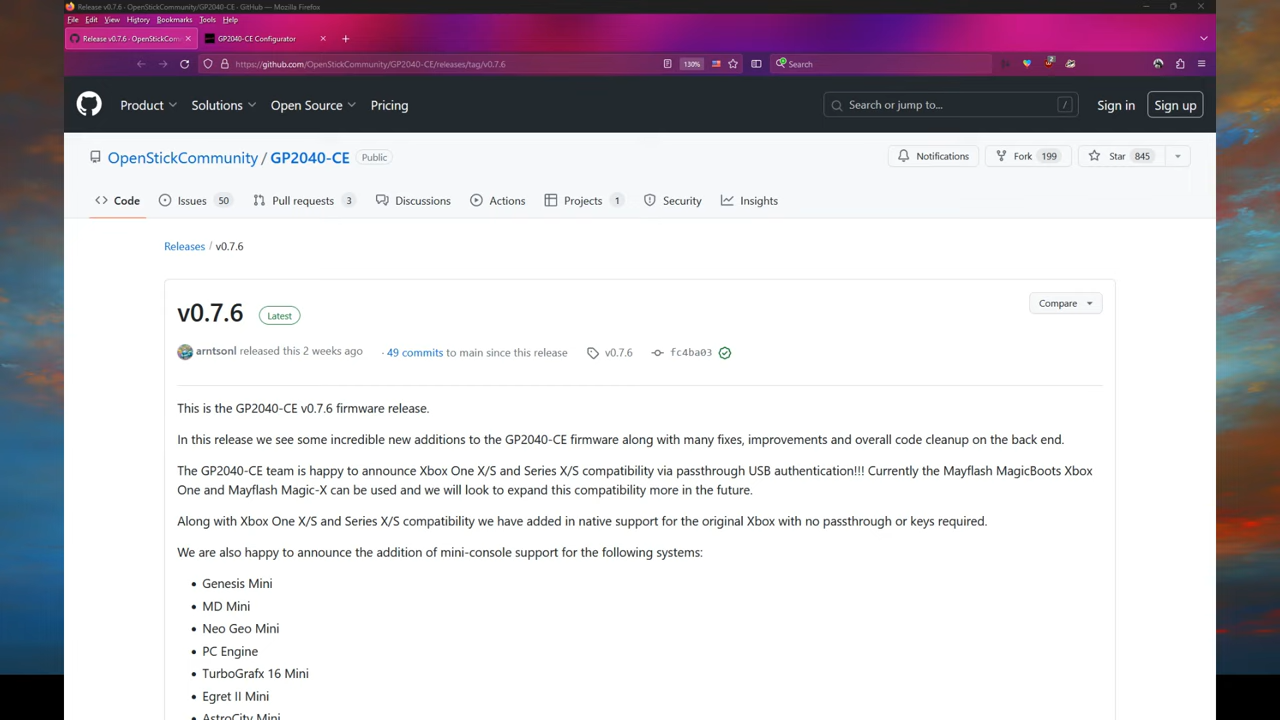 Release v0.7.6 · OpenStickCommunity/GP2040-CE · GitHub — Mozilla Firefox
File Edit View History Bookmarks Tools Help
Release v0.7.6 · OpenStickCom
GP2040-CE Configurator
https://github.com/OpenStickCommunity/GP2040-CE/releases/tag/v0.7.6
130%
Search
2
Product Solutions Open Source Pricing
Search or jump to... /
Sign in Sign up
OpenStickCommunity / GP2040-CE Public
Notifications Fork 199 Star 845
Code Issues 50 Pull requests 3 Discussions Actions Projects 1 Security Insights
Releases / v0.7.6
v0.7.6 Latest
Compare
arntsonl released this 2 weeks ago · 49 commits to main since this release v0.7.6 fc4ba03
This is the GP2040-CE v0.7.6 firmware release.
In this release we see some incredible new additions to the GP2040-CE firmware along with many fixes, improvements and overall code cleanup on the back end.
The GP2040-CE team is happy to announce Xbox One X/S and Series X/S compatibility via passthrough USB authentication!!! Currently the Mayflash MagicBoots Xbox
One and Mayflash Magic-X can be used and we will look to expand this compatibility more in the future.
Along with Xbox One X/S and Series X/S compatibility we have added in native support for the original Xbox with no passthrough or keys required.
We are also happy to announce the addition of mini-console support for the following systems:
• Genesis Mini
• MD Mini
• Neo Geo Mini
• PC Engine
• TurboGrafx 16 Mini
• Egret II Mini
• AstroCity Mini